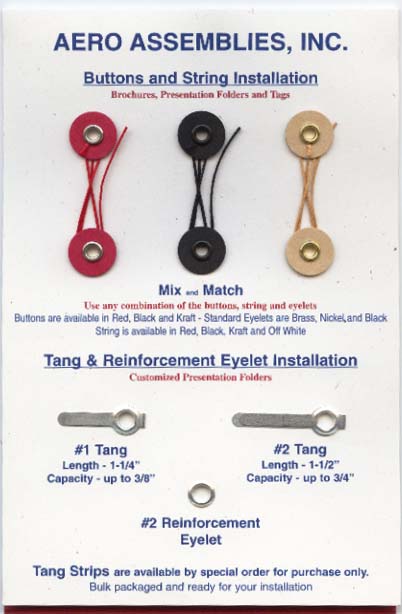 AERO ASSEMBLIES, INC.
Buttons and String Installation
Brochures, Presentation Folders and Tags
Mix and Match
Use any combination of the buttons, string and eyelets
Buttons are available in Red, Black and Kraft - Standard Eyelets are Brass, Nickel,and Black
String is available in Red, Black, Kraft and Off White
Tang & Reinforcement Eyelet Installation
Customized Presentation Folders
#1 Tang
Length - 1-1/4"
Capacity - up to 3/8"
#2 Tang
Length - 1-1/2"
Capacity - up to 3/4"
#2 Reinforcement
Eyelet
Tang Strips are available by special order for purchase only.
Bulk packaged and ready for your installation